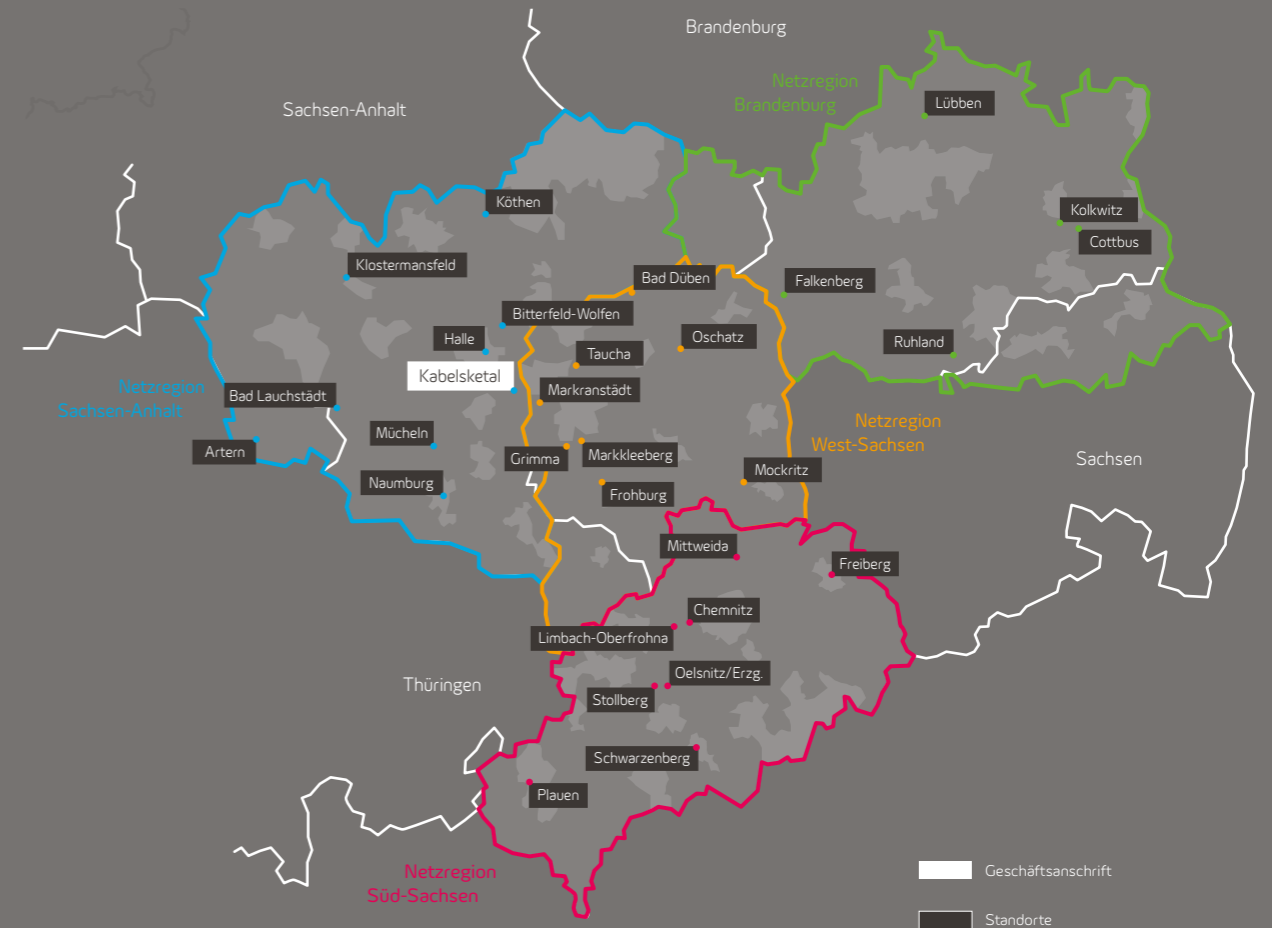 Brandenburg
Netzregion
Brandenburg
Lübben
Sachsen-Anhalt
Köthen
Kolkwitz
Cottbus
Klostermansfeld
Bad Düben
Falkenberg
Bitterfeld-Wolfen
Halle
Oschatz
Ruhland
Taucha
Kabelsketal
Netzregion
Sachsen-Anhalt
Bad Lauchstädt
Markranstädt
Netzregion
West-Sachsen
Mücheln
Artern
Grimma
Markkleeberg
Sachsen
Mockritz
Naumburg
Frohburg
Mittweida
Freiberg
Chemnitz
Limbach-Oberfrohna
Oelsnitz/Erzg.
Thüringen
Stollberg
Schwarzenberg
Plauen
Netzregion
Süd-Sachsen
Geschäftsanschrift
Standorte